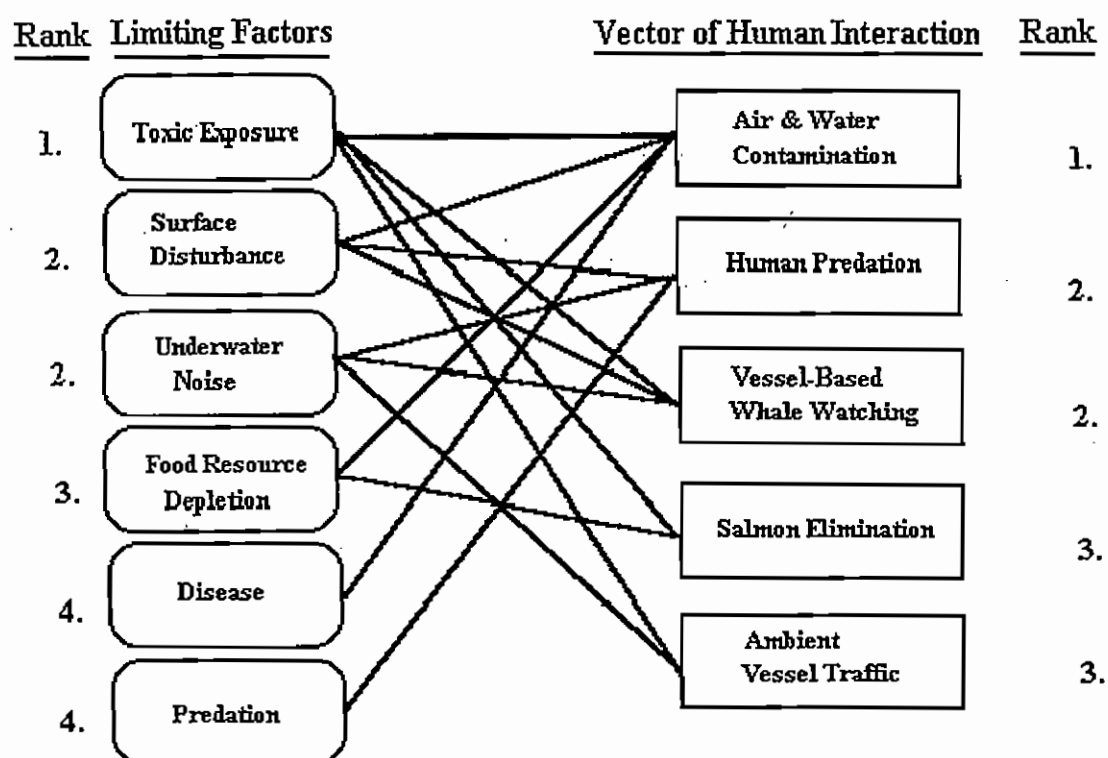 Rank Limiting Factors Vector of Human Interaction Rank
1. Toxic Exposure
Air & Water
Contamination 1.
2. Surface
Disturbance
Human Predation 2.
2. Underwater
Noise
Vessel-Based
Whale Watching 2.
3. Food Resource
Depletion
Salmon Elimination 3.
4. Disease
Ambient
Vessel Traffic 3.
4. Predation